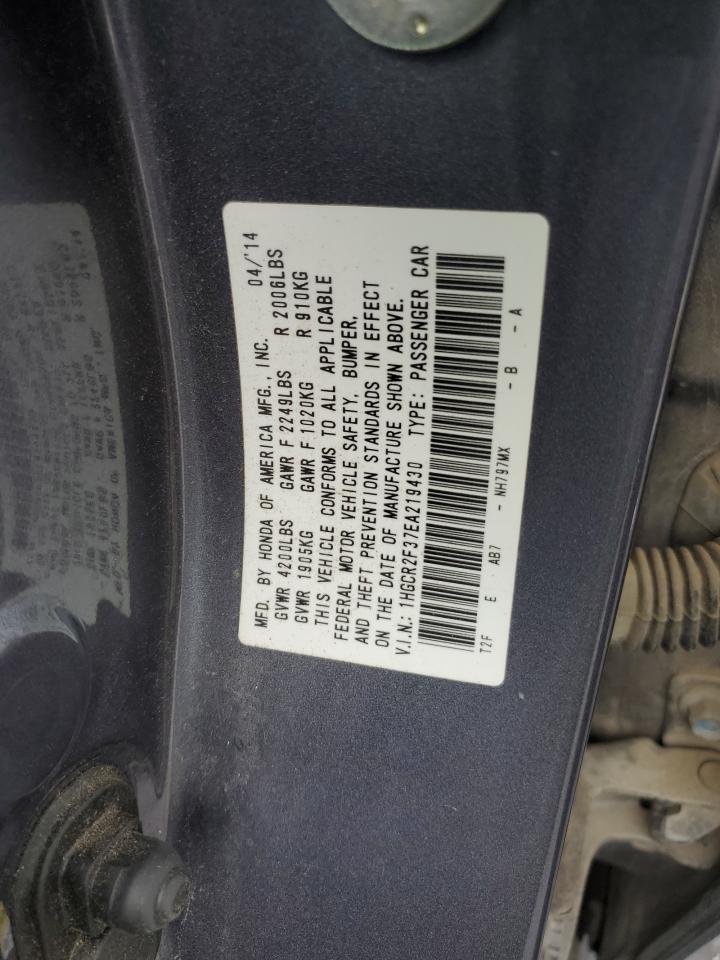 MFD. BY HONDA OF AMERICA MFG., INC. 04/'14
GVWR 4200LBS GAWR F 2249LBS R 2006LBS
GVWR 1905KG GAWR F 1020KG R 910KG
THIS VEHICLE CONFORMS TO ALL APPLICABLE
FEDERAL MOTOR VEHICLE SAFETY, BUMPER,
AND THEFT PREVENTION STANDARDS IN EFFECT
ON THE DATE OF MANUFACTURE SHOWN ABOVE.
V.I.N.: 1HGCR2F37EA219430 TYPE: PASSENGER CAR
T2F E AB7 - NH797MX - B - A